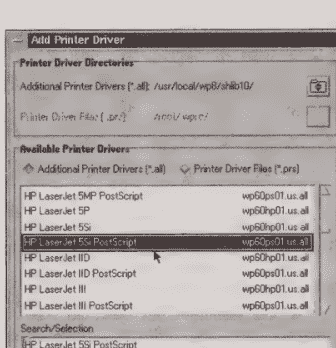 Add Printer Driver
Printer Driver Directories
Additional Printer Drivers (*.all): /usr/local/wp6/shlib10/
Printer Driver Files (*.prs):
Available Printer Drivers
Additional Printer Drivers (*.all) Printer Driver Files (*.prs)
HP LaserJet 5MP PostScript wp60ps01.us.all
HP LaserJet 5P wp60hp01.us.all
HP LaserJet 5Si wp60hp01.us.all
HP LaserJet 5Si PostScript wp60ps01.us.all
HP LaserJet IID wp60hp01.us.all
HP LaserJet IID PostScript wp60ps01.us.all
HP LaserJet III wp60hp01.us.all
HP LaserJet III PostScript wp60ps01.us.all
Search/Selection
HP LaserJet 5Si PostScript